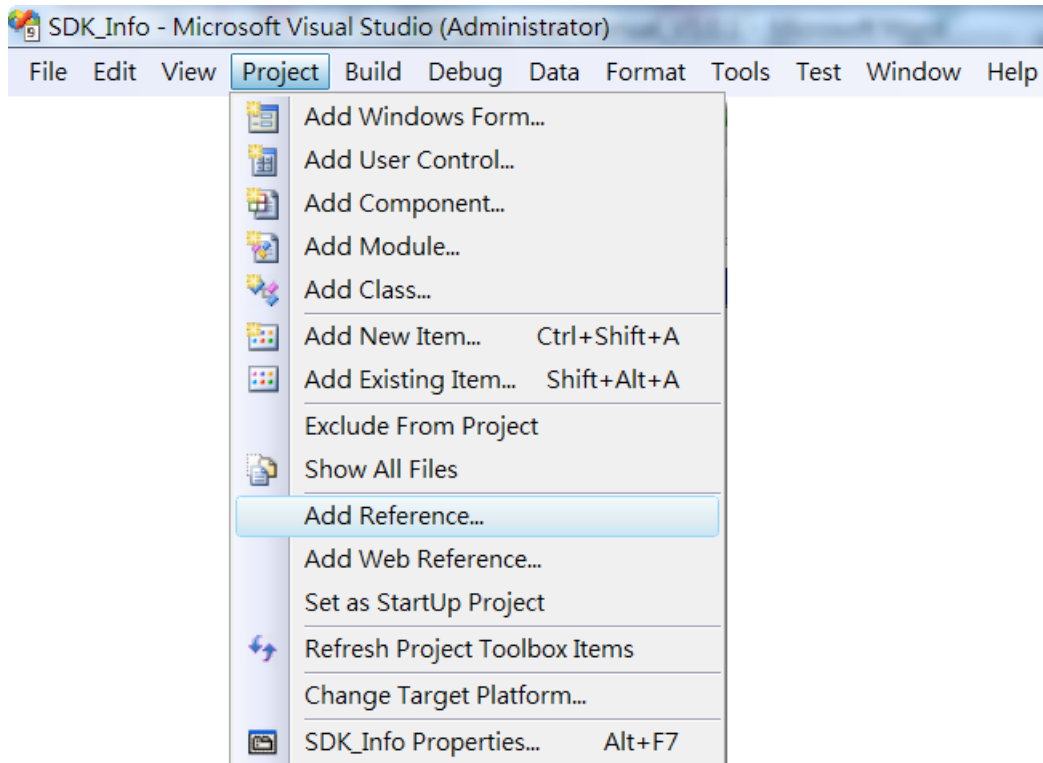 SDK_Info - Microsoft Visual Studio (Administrator)
File Edit View Project Build Debug Data Format Tools Test Window Help
Add Windows Form...
Add User Control...
Add Component...
Add Module...
Add Class...
Add New Item... Ctrl+Shift+A
Add Existing Item... Shift+Alt+A
Exclude From Project
Show All Files
Add Reference...
Add Web Reference...
Set as StartUp Project
Refresh Project Toolbox Items
Change Target Platform...
SDK_Info Properties... Alt+F7